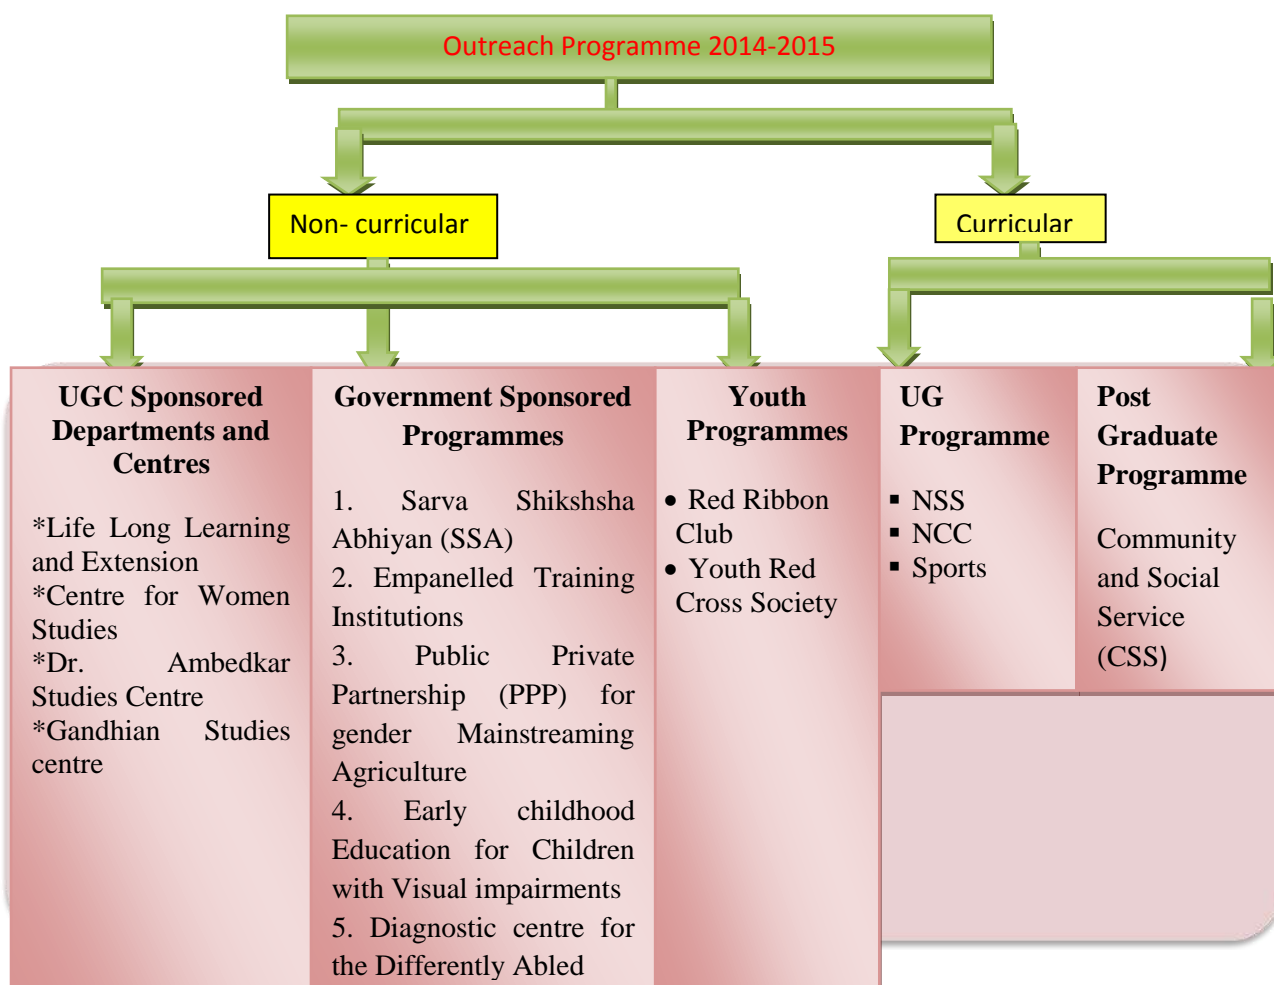 Outreach Programme 2014-2015
Non- curricular
Curricular
UGC Sponsored
Departments and
Centres
*Life Long Learning
and Extension
*Centre for Women
Studies
*Dr. Ambedkar
Studies Centre
*Gandhian Studies
centre
Government Sponsored
Programmes
1. Sarva Shikshsha
Abhiyan (SSA)
2. Empanelled Training
Institutions
3. Public Private
Partnership (PPP) for
gender Mainstreaming
Agriculture
4. Early childhood
Education for Children
with Visual impairments
5. Diagnostic centre for
the Differently Abled
Youth
Programmes
• Red Ribbon
Club
• Youth Red
Cross Society
UG
Programme
▪ NSS
▪ NCC
▪ Sports
Post
Graduate
Programme
Community
and Social
Service
(CSS)